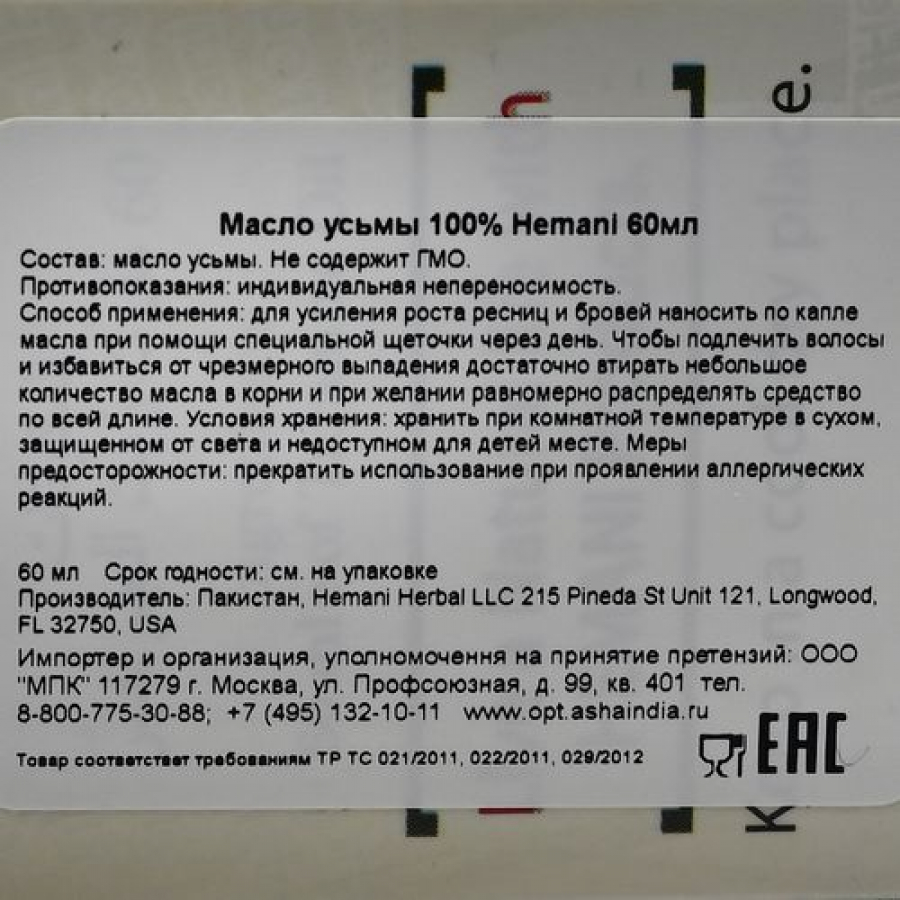 e.
Масло усьмы 100% Hemani 60мл
Состав: масло усьмы. Не содержит ГМО.
Противопоказания: индивидуальная непереносимость.
Способ применения: для усиления роста ресниц и бровей наносить по капле
масла при помощи специальной щеточки через день. Чтобы подлечить волосы
и избавиться от чрезмерного выпадения достаточно втирать небольшое
количество масла в корни и при желании равномерно распределять средство
по всей длине. Условия хранения: хранить при комнатной температуре в сухом,
защищенном от света и недоступном для детей месте. Меры
предосторожности: прекратить использование при проявлении аллергических
реакций.
60 мл Срок годности: см. на упаковке
Производитель: Пакистан, Hemani Herbal LLC 215 Pineda St Unit 121, Longwood,
FL 32750, USA
Импортер и организация, уполномочення на принятие претензий: ООО
"МПК" 117279 г. Москва, ул. Профсоюзная, д. 99, кв. 401 тел.
8-800-775-30-88; +7 (495) 132-10-11 www.opt.ashaindia.ru
Товар соответствет требованиям ТР ТС 021/2011, 022/2011, 029/2012
EAC